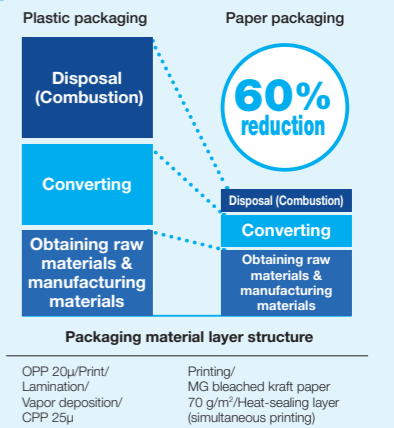 Plastic packaging
Paper packaging
Disposal
(Combustion)
Converting
Obtaining raw
materials &
manufacturing
materials
60%
reduction
Disposal (Combustion)
Converting
Obtaining raw
materials &
manufacturing
materials
Packaging material layer structure
OPP 20μ/Print/
Lamination/
Vapor deposition/
CPP 25μ
Printing/
MG bleached kraft paper
70 g/m²/Heat-sealing layer
(simultaneous printing)